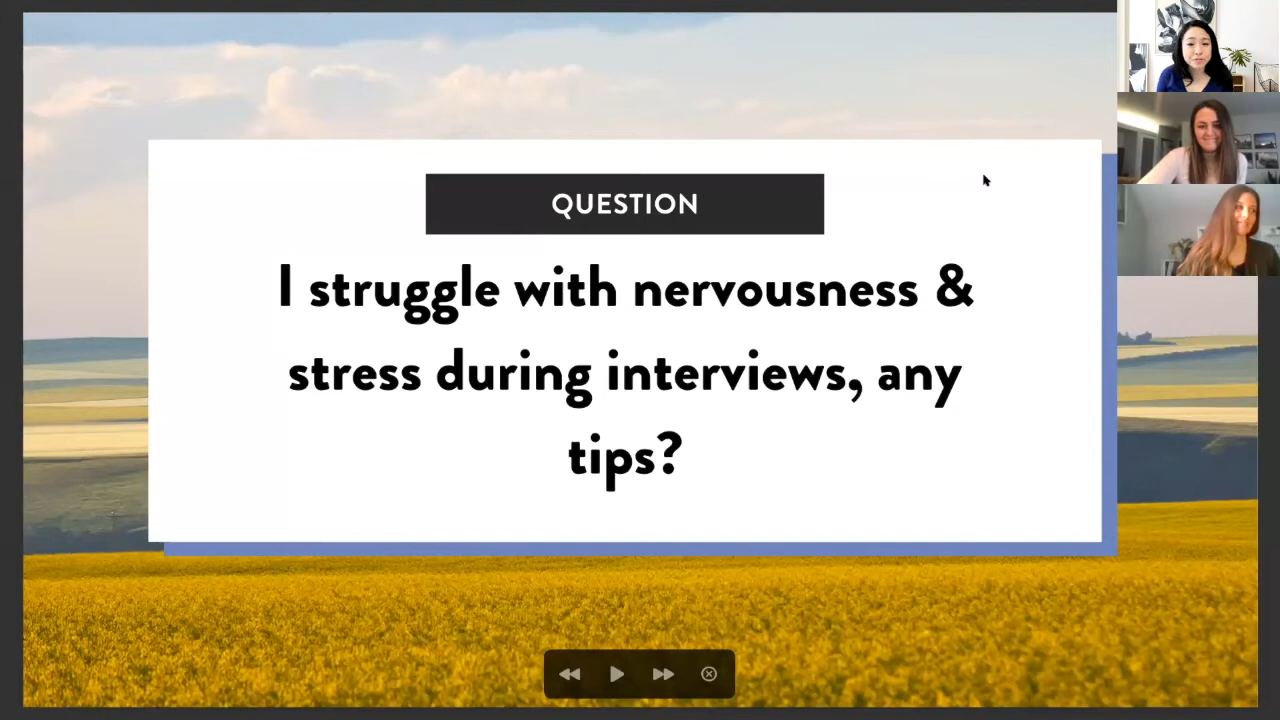 QUESTION
I struggle with nervousness &
stress during interviews, any
tips?